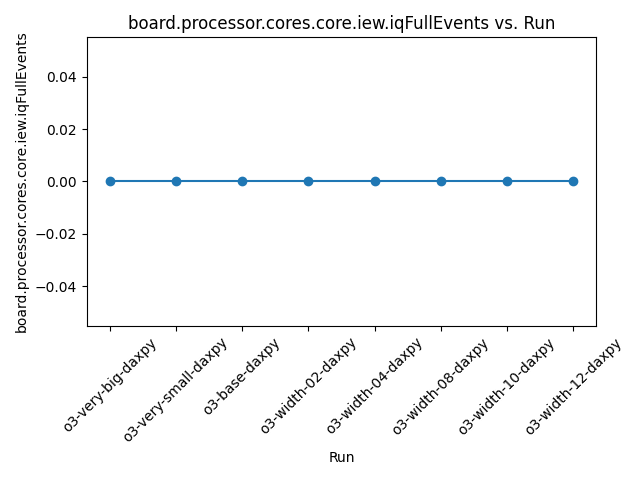 board.processor.cores.core.iew.iqFullEvents vs. Run
board.processor.cores.core.iew.iqFullEvents
0.04
0.02
0.00
−0.02
−0.04
o3-very-big-daxpy
o3-very-small-daxpy
o3-base-daxpy
o3-width-02-daxpy
o3-width-04-daxpy
o3-width-08-daxpy
o3-width-10-daxpy
o3-width-12-daxpy
Run